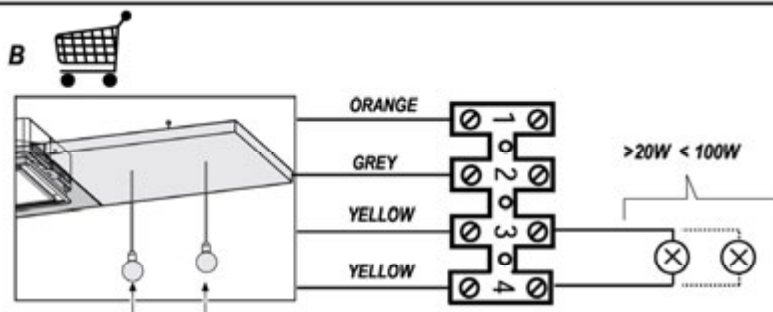 B
ORANGE
GREY
YELLOW
YELLOW
1
2
3
4
>20W < 100W